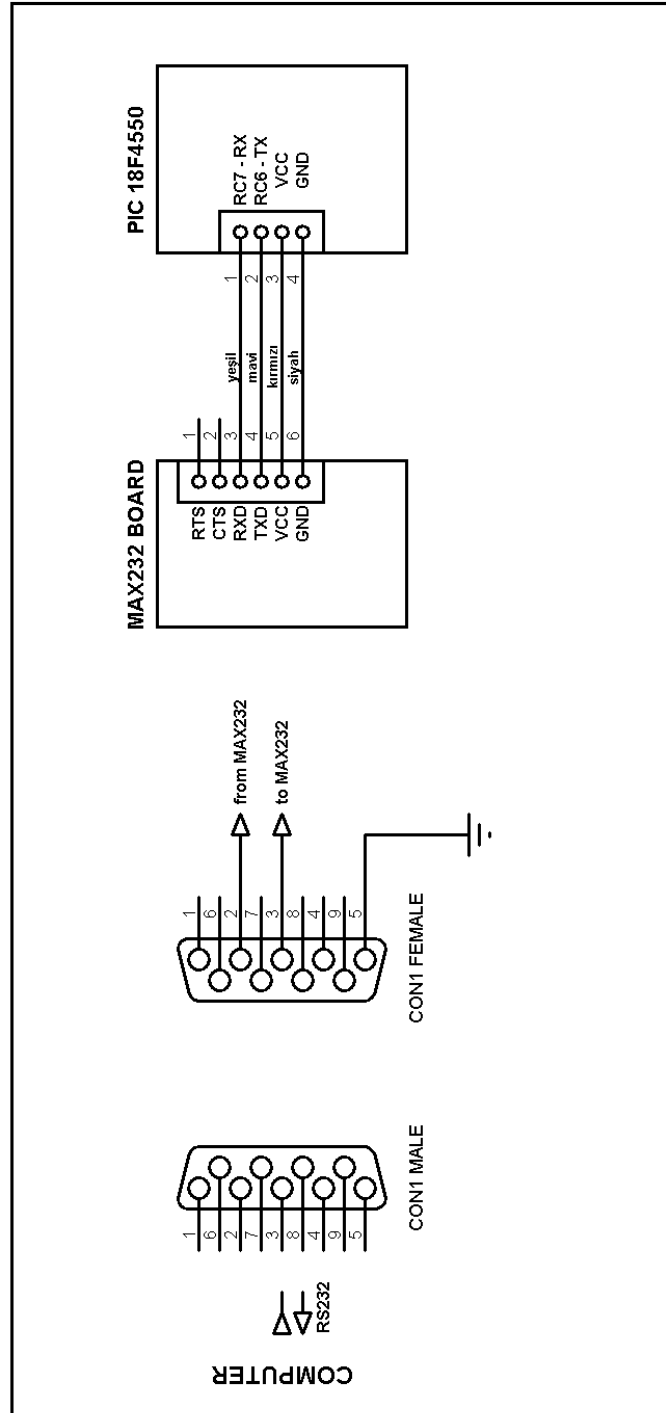 PIC 18F4550
RC7 - RX
RC6 - TX
VCC
GND
1
2
3
4
yeşil
mavi
kırmızı
siyah
1
2
3
4
5
6
MAX232 BOARD
RTS
CTS
RXD
TXD
VCC
GND
from MAX232
to MAX232
1
6
2
7
3
8
4
9
5
CON1 FEMALE
CON1 MALE
1
6
2
7
3
8
4
9
5
RS232
COMPUTER